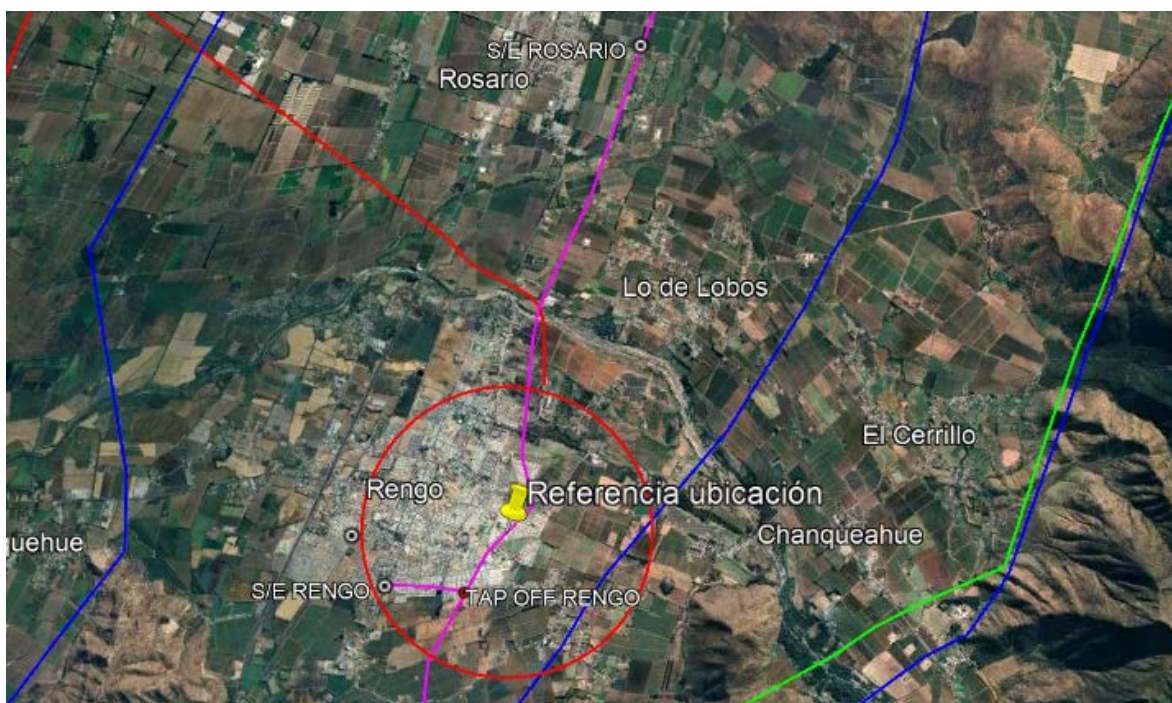 S/E ROSARIO
Rosario
Lo de Lobos
El Cerrillo
Rengo
Referencia ubicación
quehue
Chanqueahue
S/E RENGO
TAP OFF RENGO